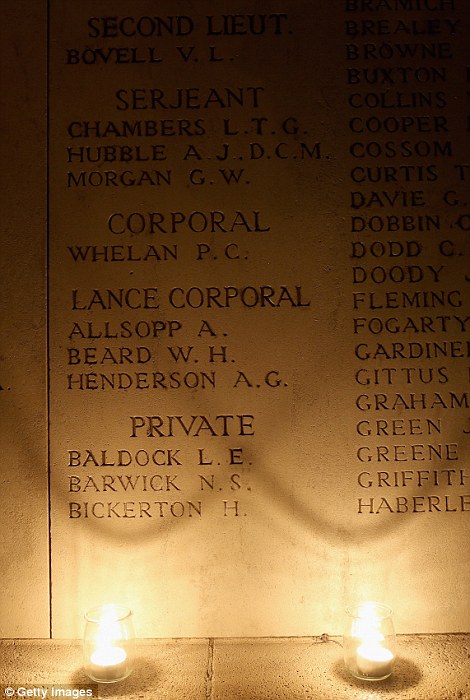 SECOND LIEUT.
BOVELL V. L.
SERJEANT
CHAMBERS L.T.G.
HUBBLE A.J.D.C.M.
MORGAN G.W.
CORPORAL
WHELAN P.C.
LANCE CORPORAL
ALLSOPP A.
BEARD W.H.
HENDERSON A.G.
PRIVATE
BALDOCK L.E.
BARWICK N.S.
BICKERTON H.
BRAMICH
BREALEY
BROWNE
BUXTON
COLLINS
COOPER
COSSOM
CURTIS T
DAVIE G.
DOBBIN
DODD C.
DOODY J
FLEMING
FOGARTY
GARDINE
GITTUS
GRAHAM
GREEN J
GREENE
GRIFFITH
HABERLE
© Getty Images